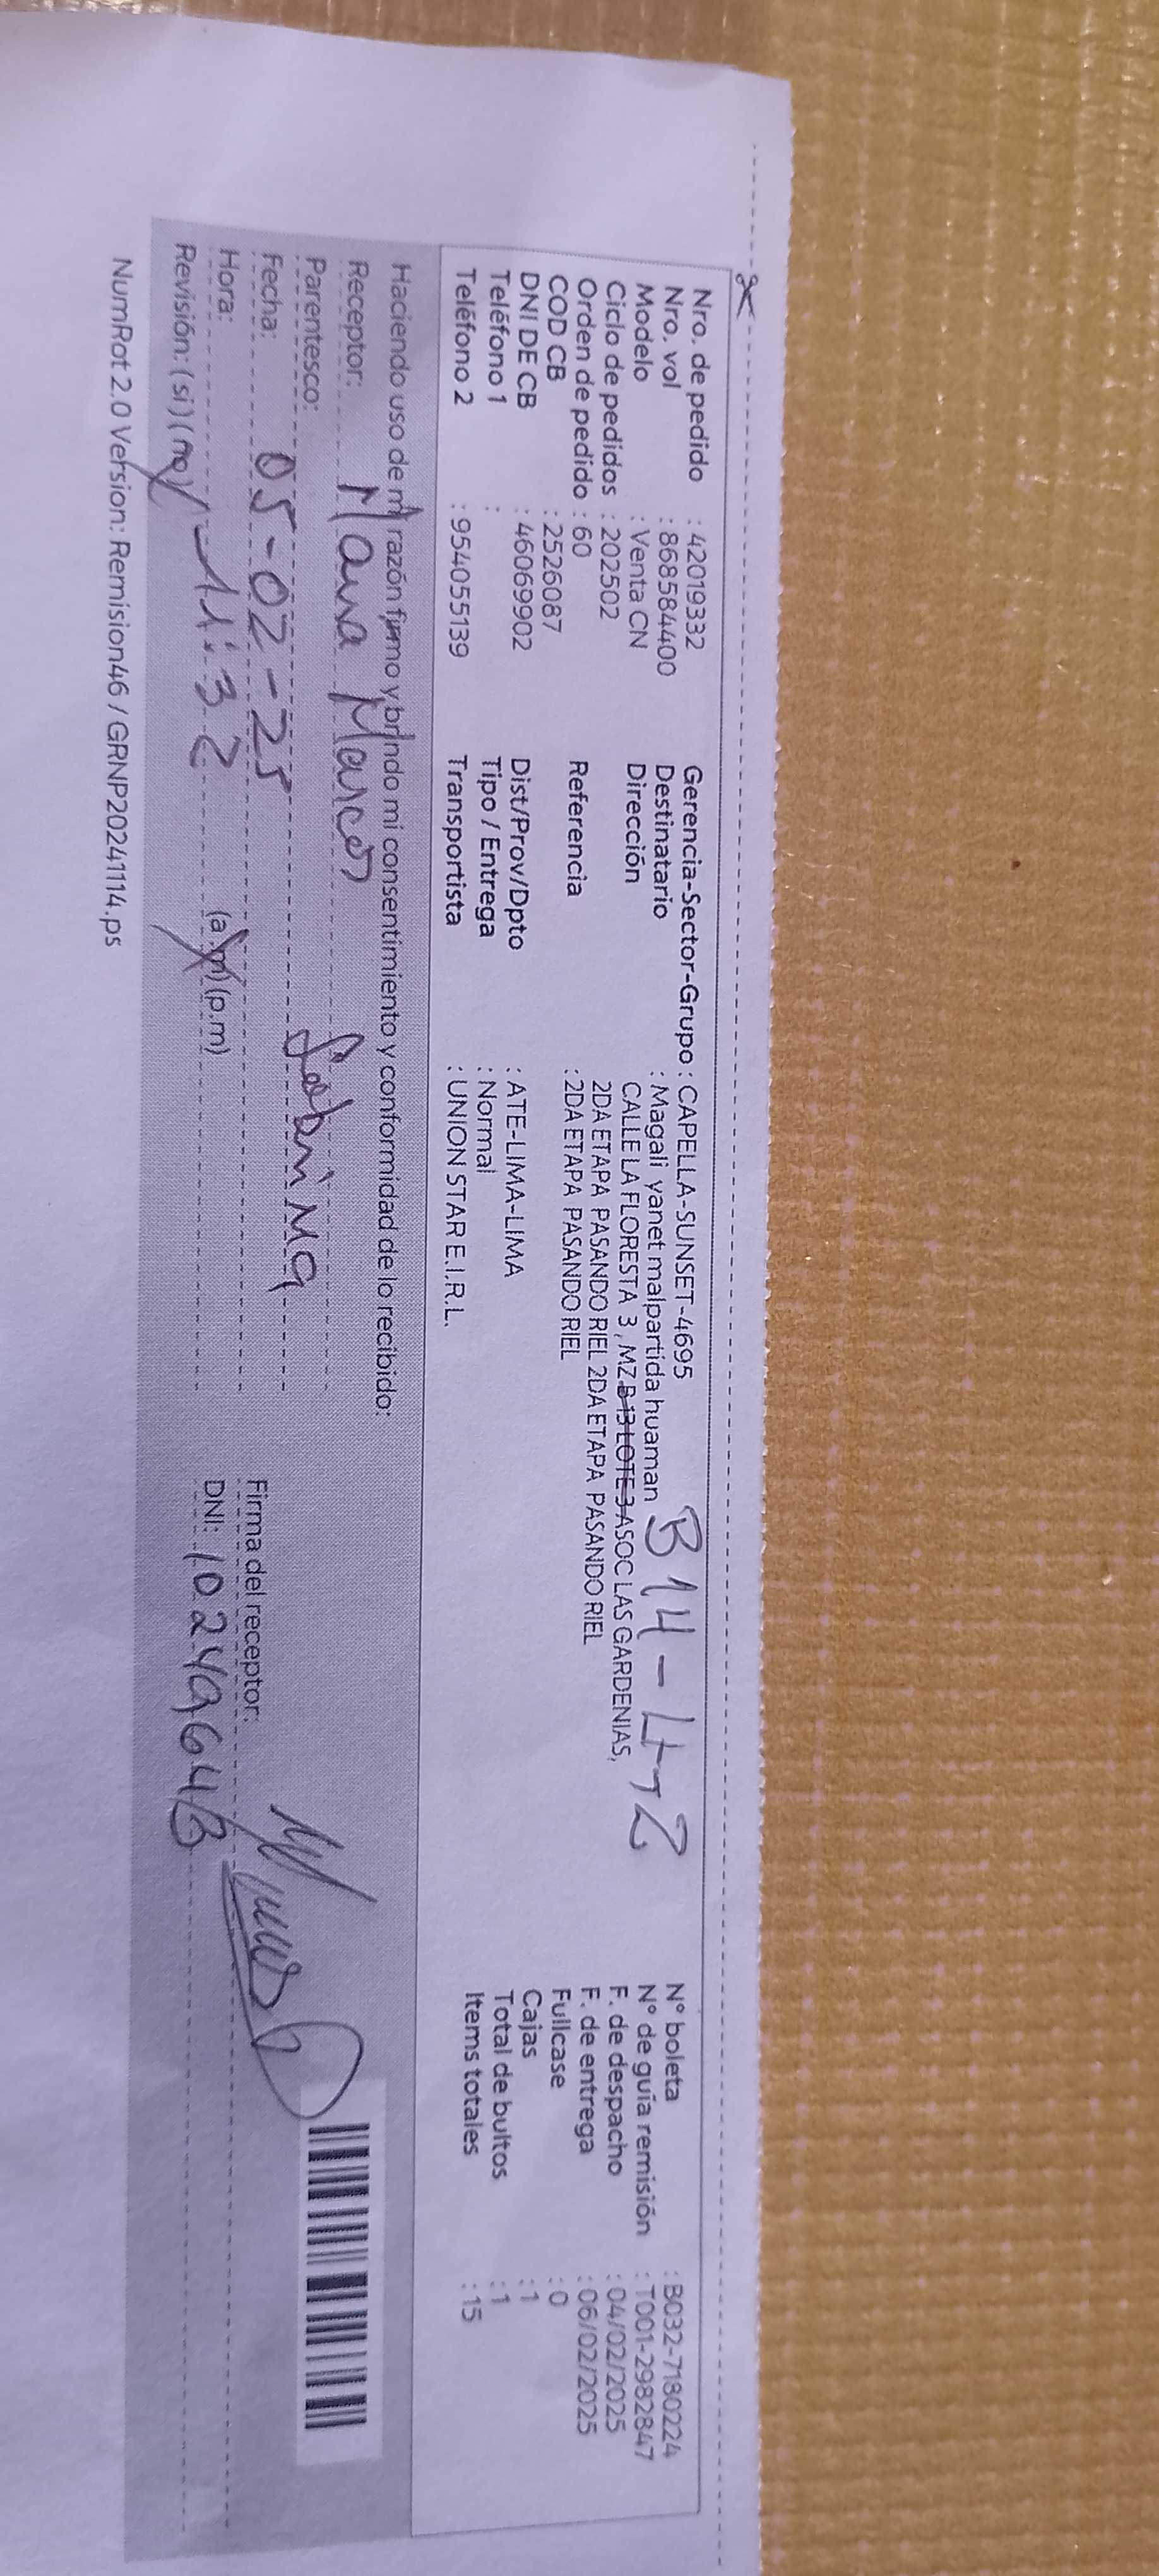 Nro. de pedido : 42019332
Nro. vol : 868584400
Modelo : Venta CN
Ciclo de pedidos : 202502
Orden de pedido : 60
COD CB : 2526087
DNI DE CB : 46069902
Teléfono 1 :
Teléfono 2 : 954055139
Gerencia-Sector-Grupo : CAPELLA-SUNSET-4695
Destinatario : Magali yanet malpartida huaman
B14-Lt-2
Dirección CALLE LA FLORESTA 3 , MZ B 13 LOTE 3 ASOC LAS GARDENIAS,
2DA ETAPA PASANDO RIEL 2DA ETAPA PASANDO RIEL
Referencia : 2DA ETAPA PASANDO RIEL
Dist/Prov/Dpto : ATE-LIMA-LIMA
Tipo / Entrega : Normal
Transportista : UNION STAR E.I.R.L.
N° boleta : B032-7180224
N° de guía remisión : T001-2982847
F. de despacho : 04/02/2025
F. de entrega : 06/02/2025
Fullcase : 0
Cajas : 1
Total de bultos : 1
Items totales : 15
Haciendo uso de mi razón firmo y brindo mi consentimiento y conformidad de lo recibido:
Receptor: Marcos
Parentesco: Sobrina
Fecha: 05-02-25
Hora: 11:32 (a.m) (p.m)
Revisión: (si) (no)
Firma del receptor:
DNI:
NumRot 2.0 Version: Remision46 / GRNP20241114.ps